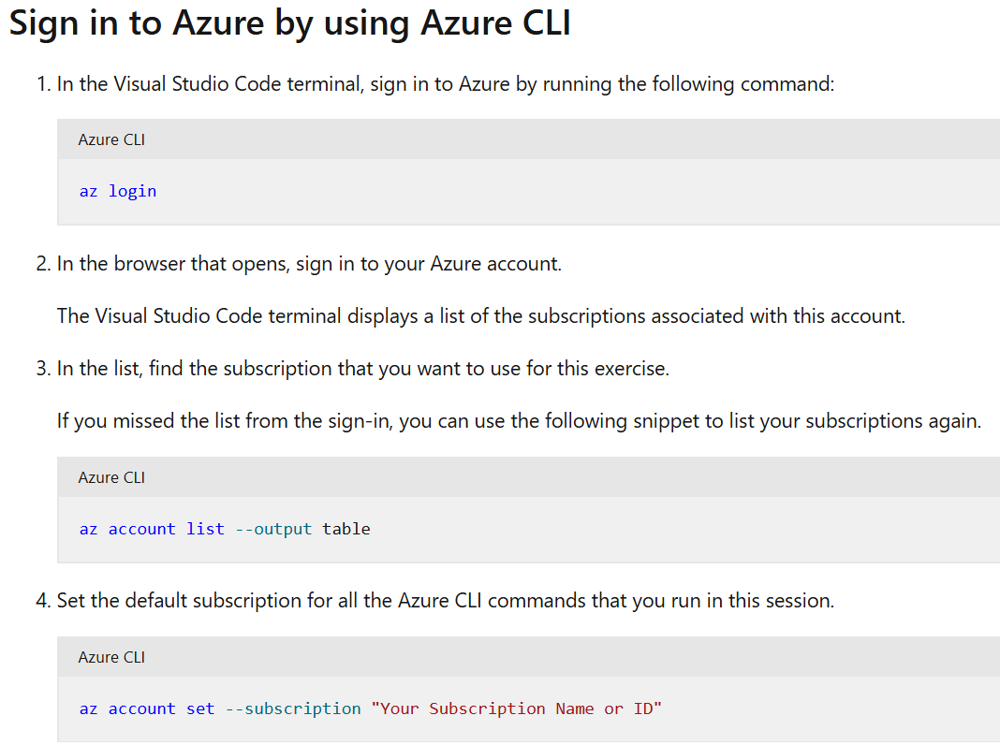 Sign in to Azure by using Azure CLI
1. In the Visual Studio Code terminal, sign in to Azure by running the following command:
Azure CLI
az login
2. In the browser that opens, sign in to your Azure account.
The Visual Studio Code terminal displays a list of the subscriptions associated with this account.
3. In the list, find the subscription that you want to use for this exercise.
If you missed the list from the sign-in, you can use the following snippet to list your subscriptions again.
Azure CLI
az account list --output table
4. Set the default subscription for all the Azure CLI commands that you run in this session.
Azure CLI
az account set --subscription "Your Subscription Name or ID"